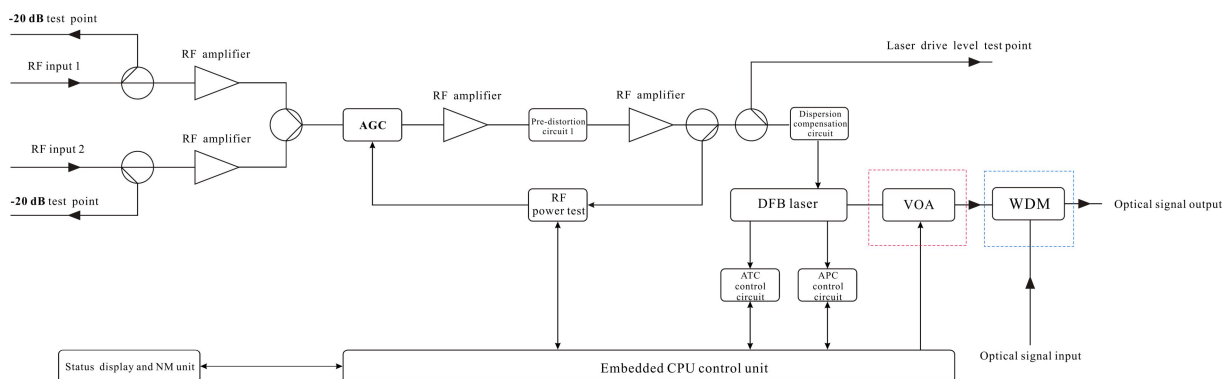 -20 dB test point
RF input 1
RF amplifier
RF input 2
RF amplifier
-20 dB test point
AGC
RF amplifier
Pre-distortion
circuit 1
RF amplifier
Laser drive level test point
Dispersion
compensation
circuit
RF
power test
DFB laser
VOA
WDM
Optical signal output
ATC
control
circuit
APC
control
circuit
Optical signal input
Status display and NM unit
Embedded CPU control unit